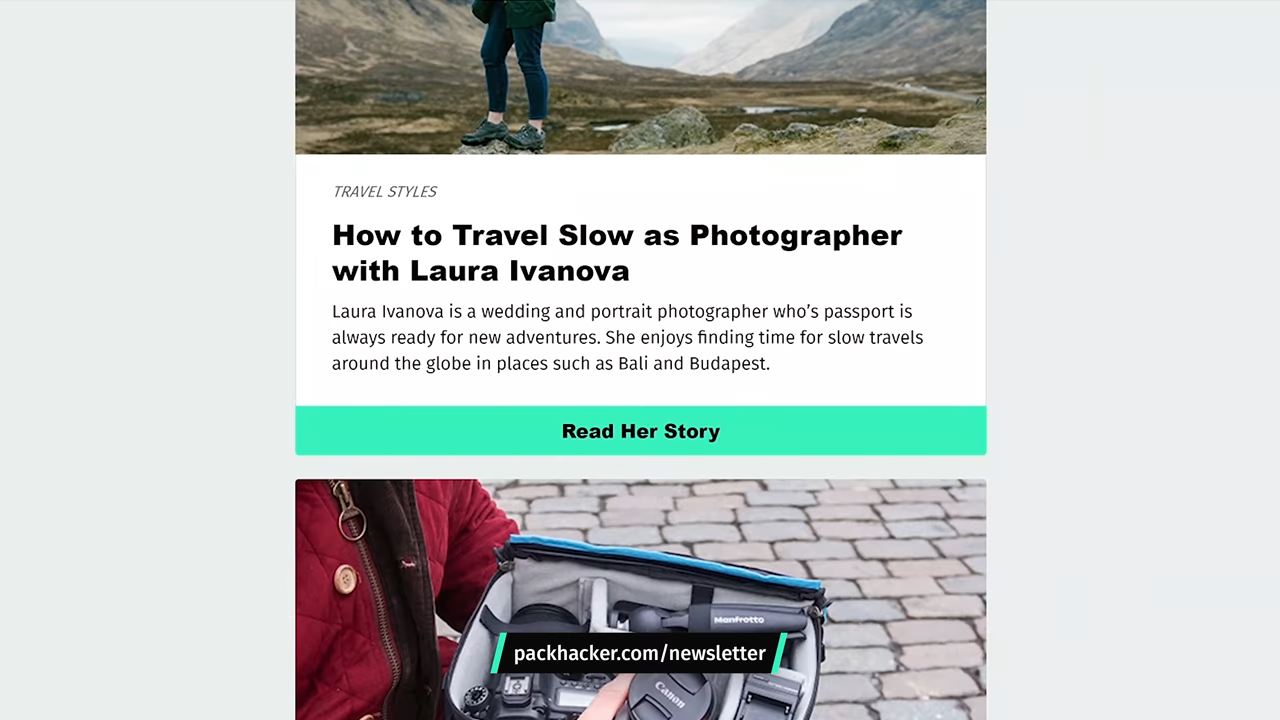 TRAVEL STYLES
How to Travel Slow as Photographer
with Laura Ivanova
Laura Ivanova is a wedding and portrait photographer who’s passport is
always ready for new adventures. She enjoys finding time for slow travels
around the globe in places such as Bali and Budapest.
Read Her Story
Manfrotto
packhacker.com/newsletter
Canon